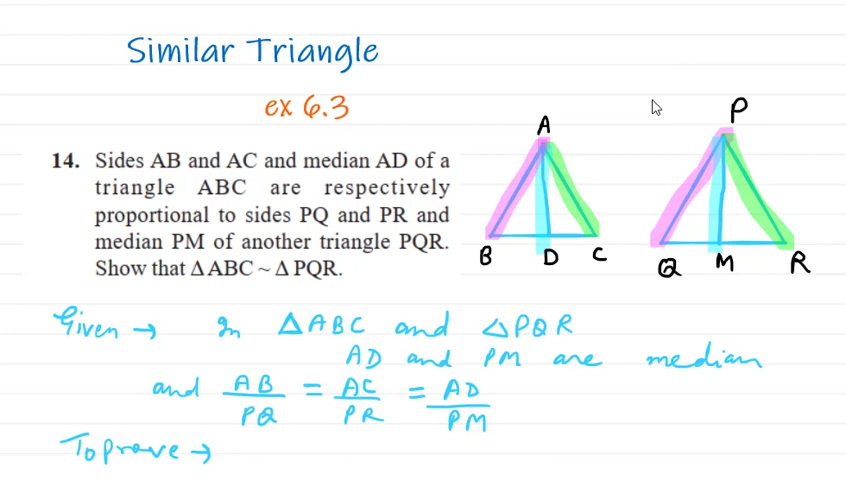 Similar Triangle
ex 6.3
14. Sides AB and AC and median AD of a
triangle ABC are respectively
proportional to sides PQ and PR and
median PM of another triangle PQR.
Show that Δ ABC ~ Δ PQR.
A
B
D
C
P
Q
M
R
Given → In △ABC and △PQR
AD and PM are median
and AB/PQ = AC/PR = AD/PM
To prove →